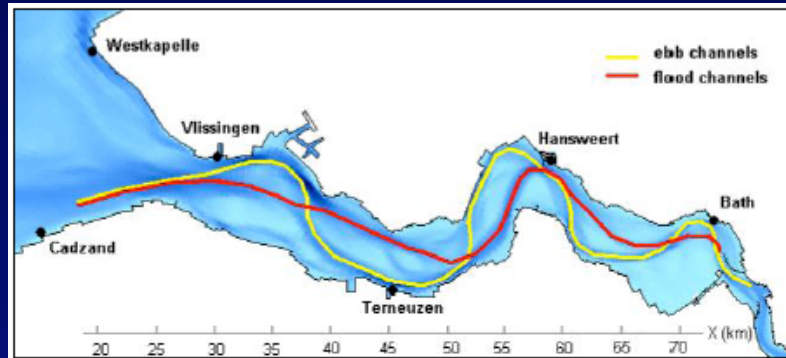 Westkapelle
ebb channels
flood channels
Vlissingen
Hansweert
Bath
Cadzand
Terneuzen
X (km)
20 25 30 35 40 45 50 55 60 65 70